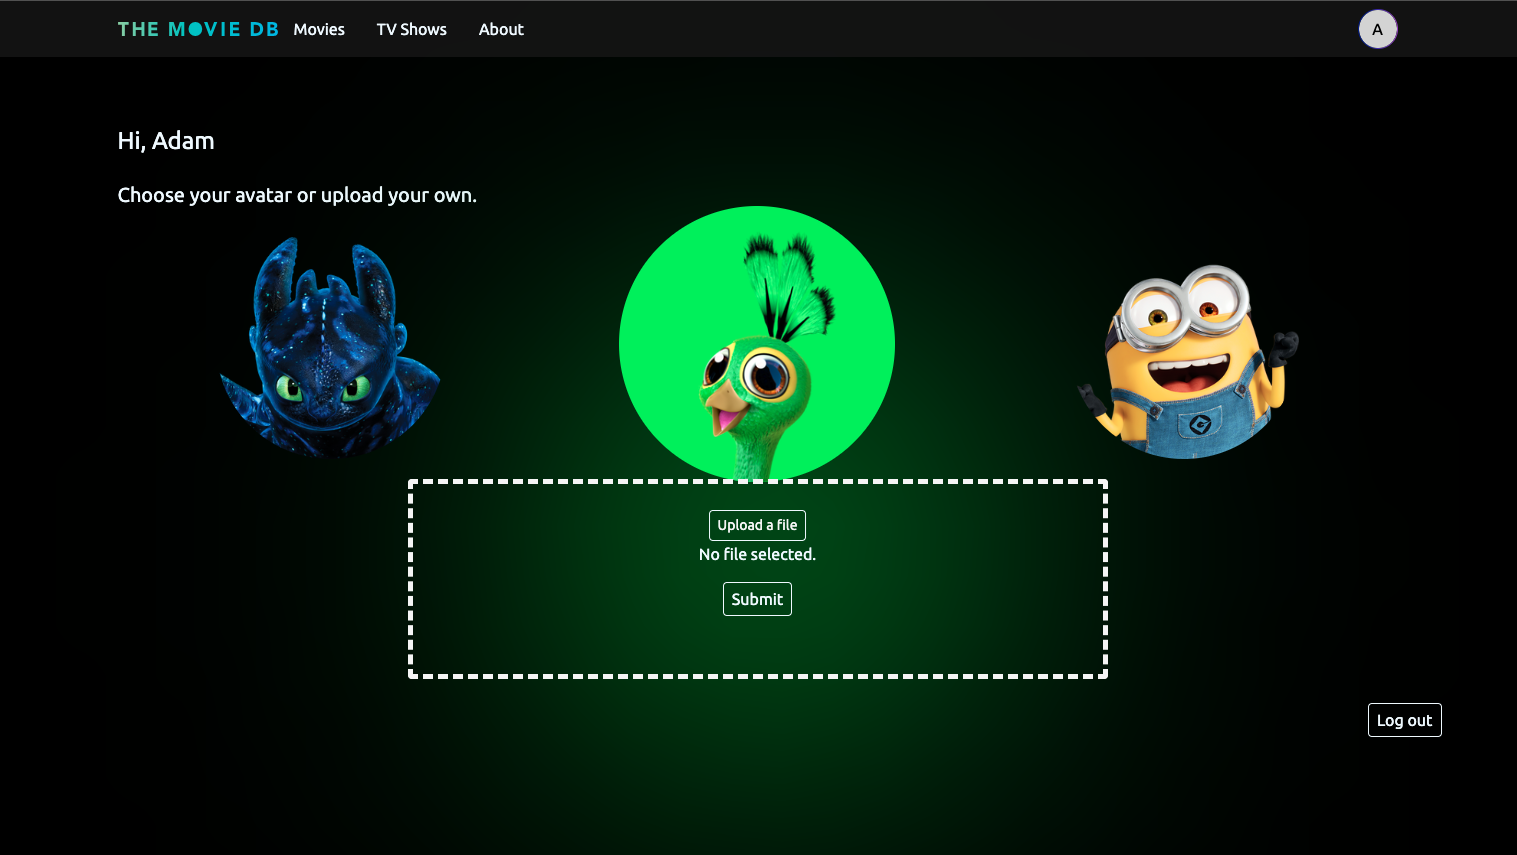 THE MOVIE DB Movies TV Shows About A
Hi, Adam
Choose your avatar or upload your own.
Upload a file
No file selected.
Submit
Log out